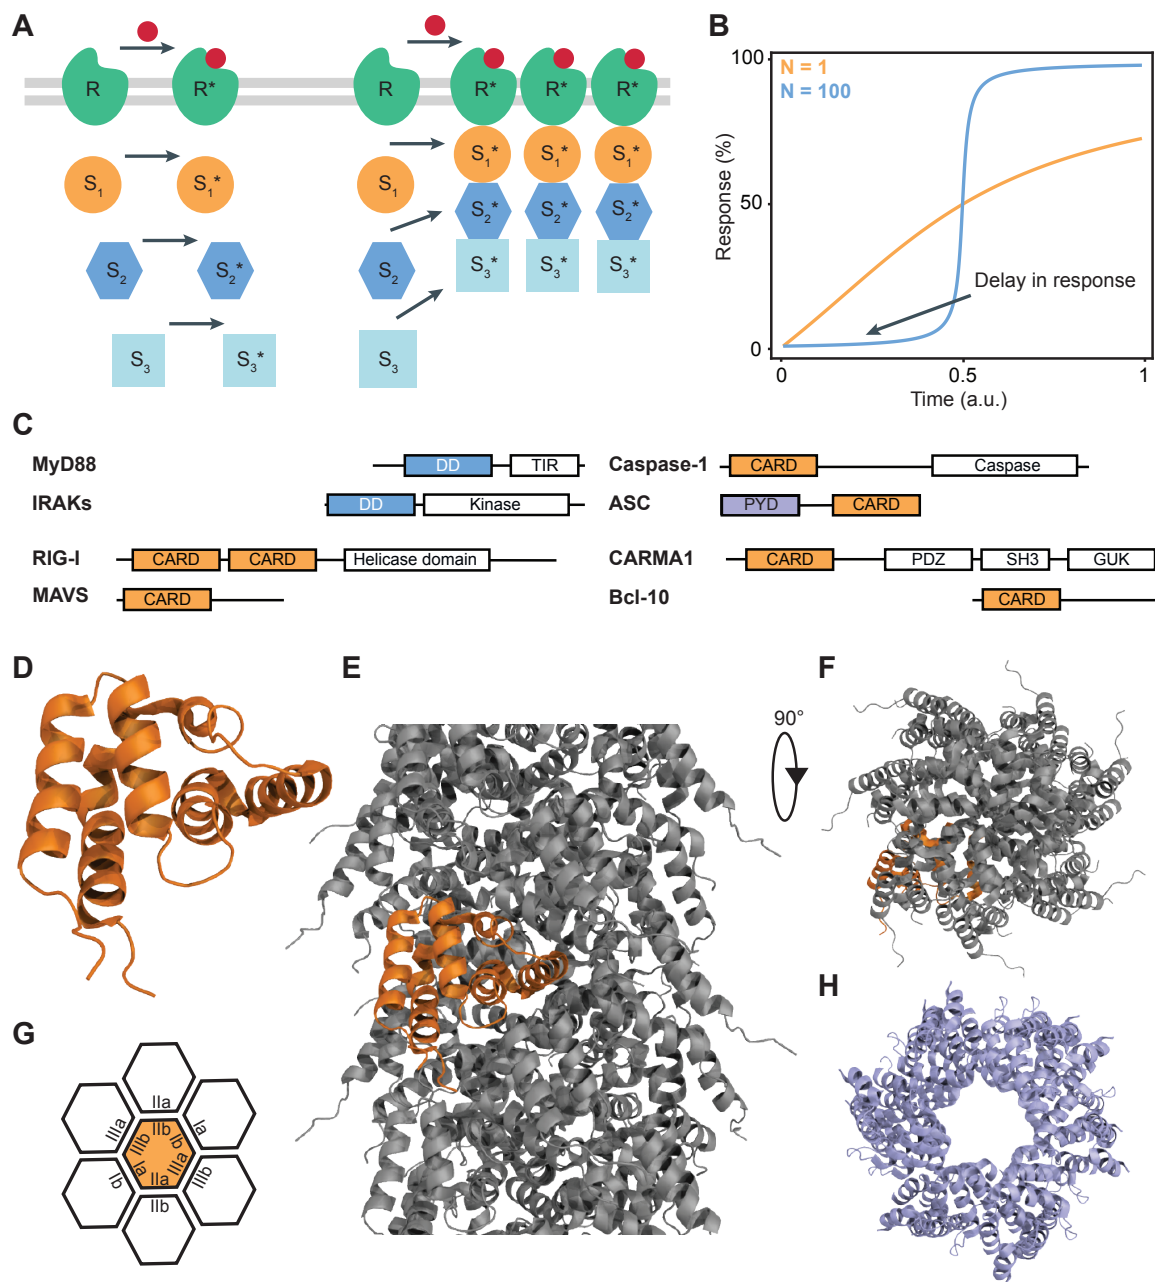 A
R
R*
R
R*
R*
R*
S1
S1*
S1
S1*
S1*
S1*
S2
S2*
S2
S2*
S2*
S2*
S3
S3*
S3
S3*
S3*
S3*
B
100
N = 1
N = 100
Response (%)
50
Delay in response
0
0
0.5
1
Time (a.u.)
C
MyD88
DD
TIR
IRAKs
DD
Kinase
RIG-I
CARD
CARD
Helicase domain
MAVS
CARD
Caspase-1
CARD
Caspase
ASC
PYD
CARD
CARMA1
CARD
PDZ
SH3
GUK
Bcl-10
CARD
D
E
90°
F
G
IIa
IIIa
Ia
IIb
IIIb
Ib
Ia
IIIa
IIa
Ib
IIIb
IIb
H